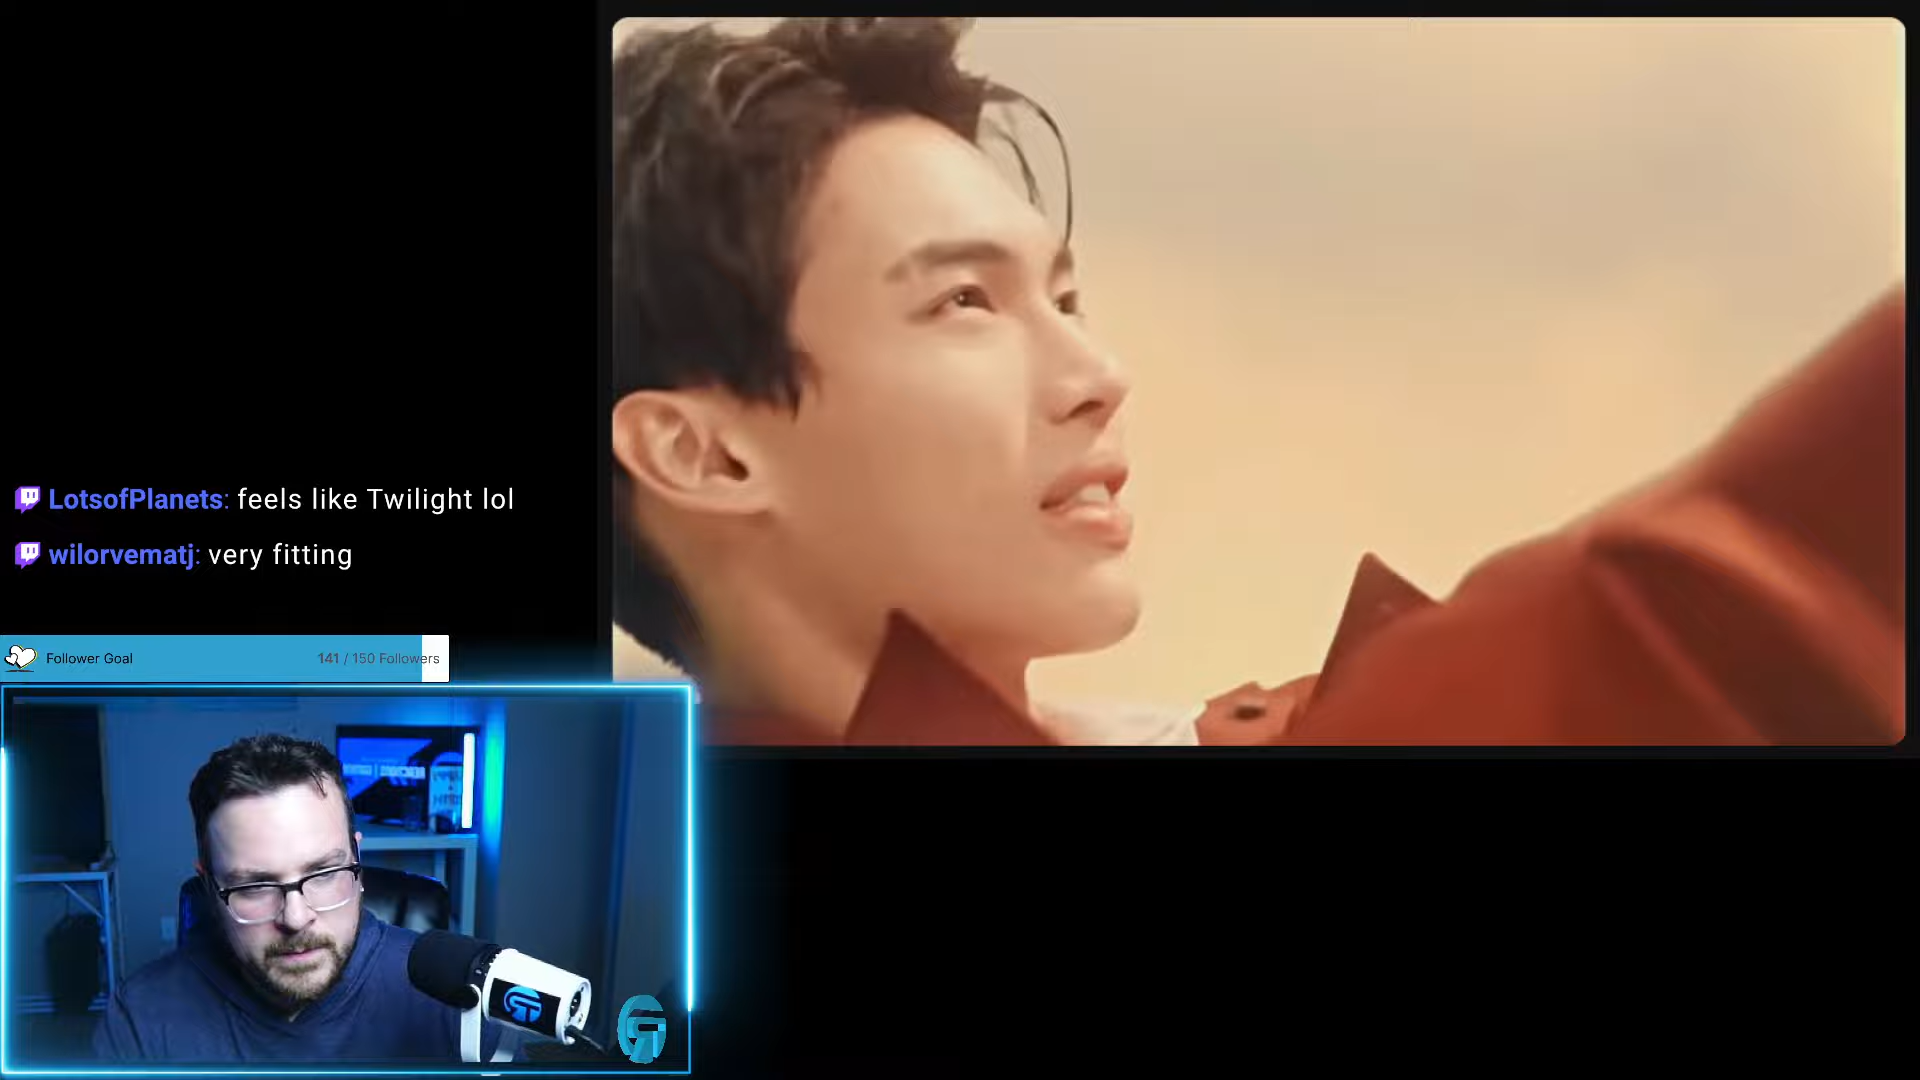 LotsofPlanets: feels like Twilight lol
wilorvematj: very fitting
Follower Goal 141 / 150 Followers